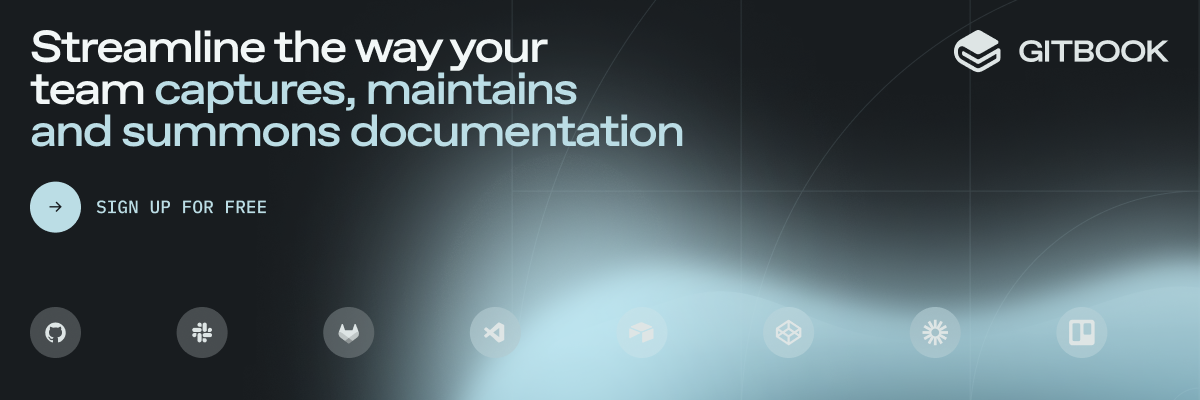 Streamline the way your
team captures, maintains
and summons documentation
GITBOOK
SIGN UP FOR FREE